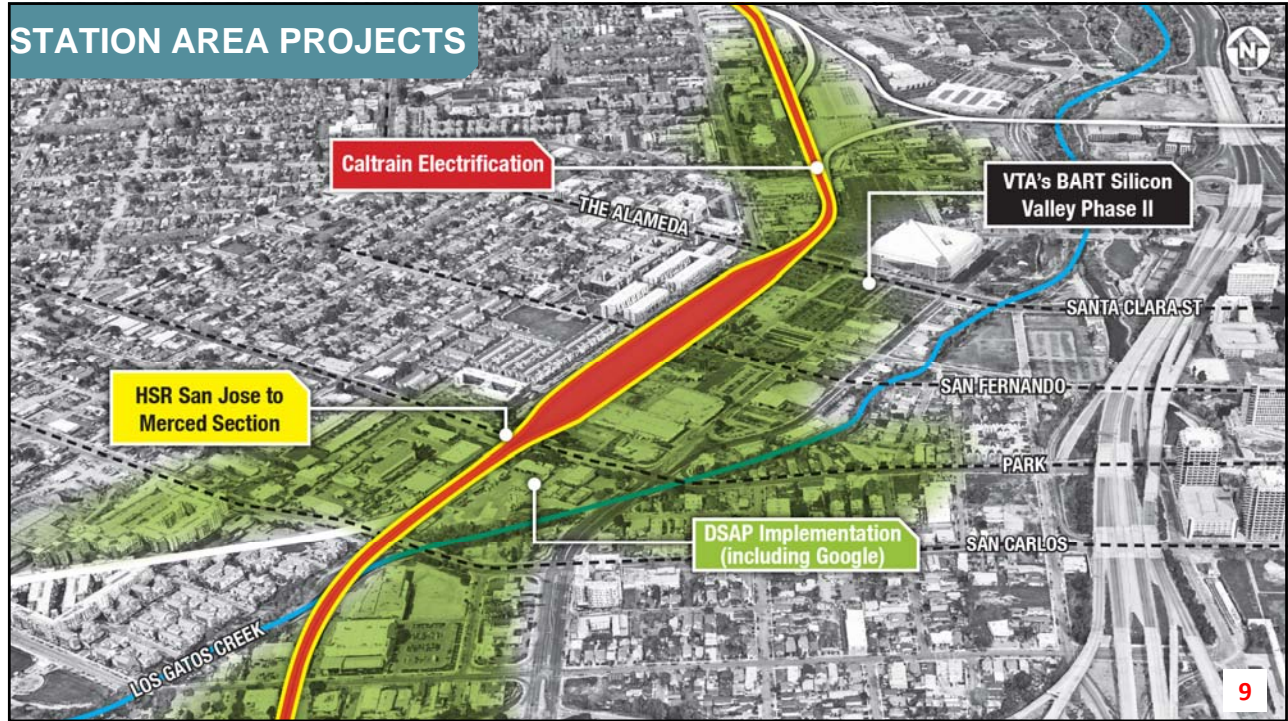 STATION AREA PROJECTS
N
Caltrain Electrification
VTA's BART Silicon
Valley Phase II
THE ALAMEDA
SANTA CLARA ST
HSR San Jose to
Merced Section
SAN FERNANDO
PARK
DSAP Implementation
(including Google)
SAN CARLOS
LOS GATOS CREEK
9